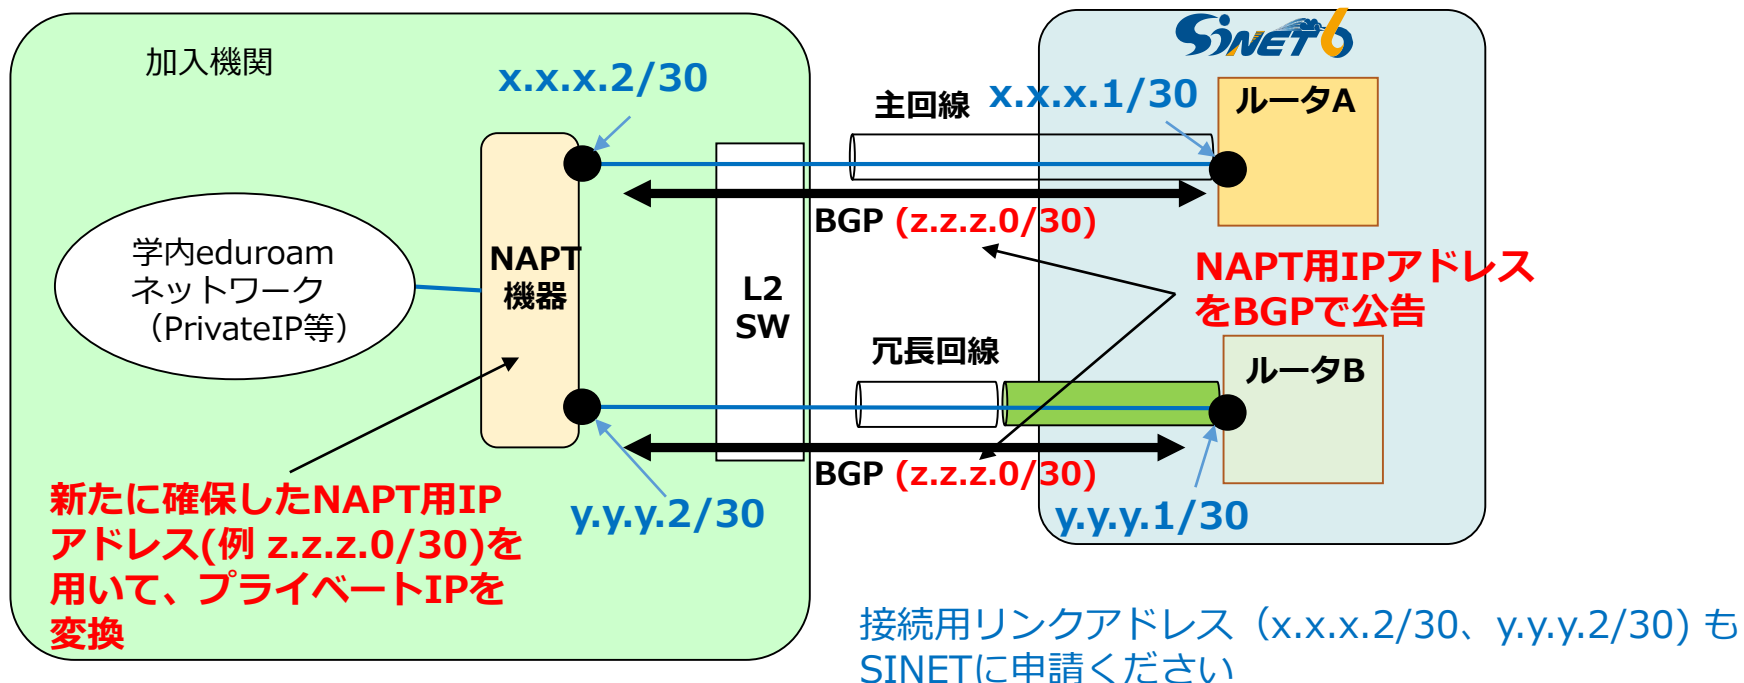 加入機関
x.x.x.2/30
主回線
x.x.x.1/30
SINET6
ルータA
BGP (z.z.z.0/30)
学内eduroam
ネットワーク
（PrivateIP等）
NAPT
機器
L2
SW
NAPT用IPアドレス
をBGPで公告
冗長回線
ルータB
BGP (z.z.z.0/30)
y.y.y.2/30
y.y.y.1/30
新たに確保したNAPT用IP
アドレス(例 z.z.z.0/30)を
用いて、プライベートIPを
変換
接続用リンクアドレス（x.x.x.2/30、y.y.y.2/30) も
SINETに申請ください